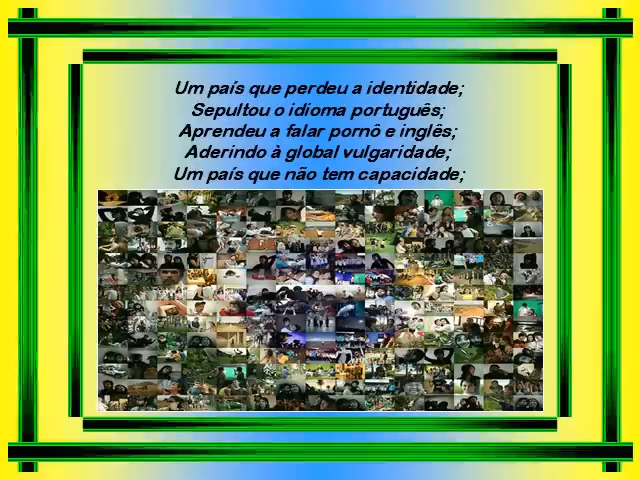 Um país que perdeu a identidade;
Sepultou o idioma português;
Aprendeu a falar pornô e inglês;
Aderindo à global vulgaridade;
Um país que não tem capacidade;